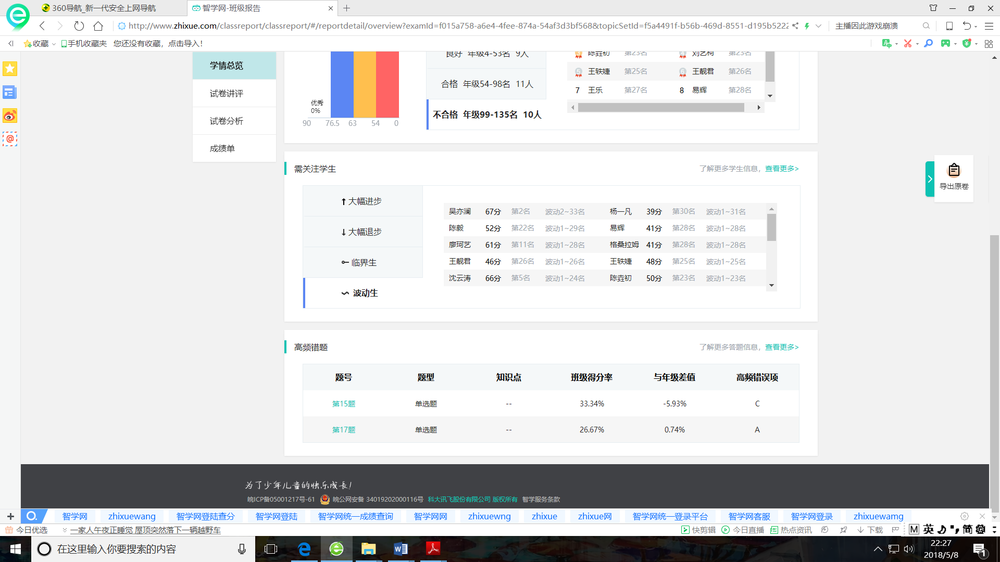 360导航_新一代安全上网导航
智学网-班级报告
http://www.zhixue.com/classreport/classreport/#/reportdetail/overview?examId=f015a758-a6e4-4fee-874a-54af3d3bf568&topicSetId=f5a4491f-b56b-469d-8551-d195b5222
主播因此游戏崩溃
收藏 手机收藏夹 您还没有收藏，点击导入!
学情总览
试卷讲评
试卷分析
成绩单
优秀
0%
90 76.5 63 54 0
良好 年级4-53名 9人
合格 年级54-98名 11人
不合格 年级99-135名 10人
陈垚初 第23名 刘艺柯 第23名
5 王轶婕 第25名 6 王靓君 第26名
7 王乐 第27名 8 易辉 第28名
导出原卷
需关注学生 了解更多学生信息，查看更多>
大幅进步
大幅退步
临界生
波动生
吴亦澜 67分 第2名 波动2~33名 杨一凡 39分 第30名 波动1~31名
陈毅 52分 第22名 波动1~29名 易辉 41分 第28名 波动1~28名
廖珂艺 61分 第11名 波动1~28名 格桑拉姆 41分 第28名 波动1~28名
王靓君 46分 第26名 波动1~26名 王轶婕 48分 第25名 波动1~25名
沈云涛 66分 第5名 波动1~24名 陈垚初 50分 第23名 波动1~23名
高频错题 了解更多答题信息，查看更多>
题号 题型 知识点 班级得分率 与年级差值 高频错误项
第15题 单选题 -- 33.34% -5.93% C
第17题 单选题 -- 26.67% 0.74% A
为了少年儿童的快乐成長!
皖ICP备05001217号-61 皖公网安备 34019202000116号 科大讯飞股份有限公司 版权所有 智学服务条款
智学网 zhixuewang 智学网登陆查分 智学网登陆 智学网统一成绩查询 智学网网 zhixuewng zhixue zhixue网 智学网统一登录平台 智学网客服 智学网登录 zhixuewamg
今日优选 一家人午夜正睡觉 屋顶突然落下一辆越野车 快剪辑 今日直播 热点资讯 下载 M 英 简
在这里输入你要搜索的内容
22:27
2018/5/8
1